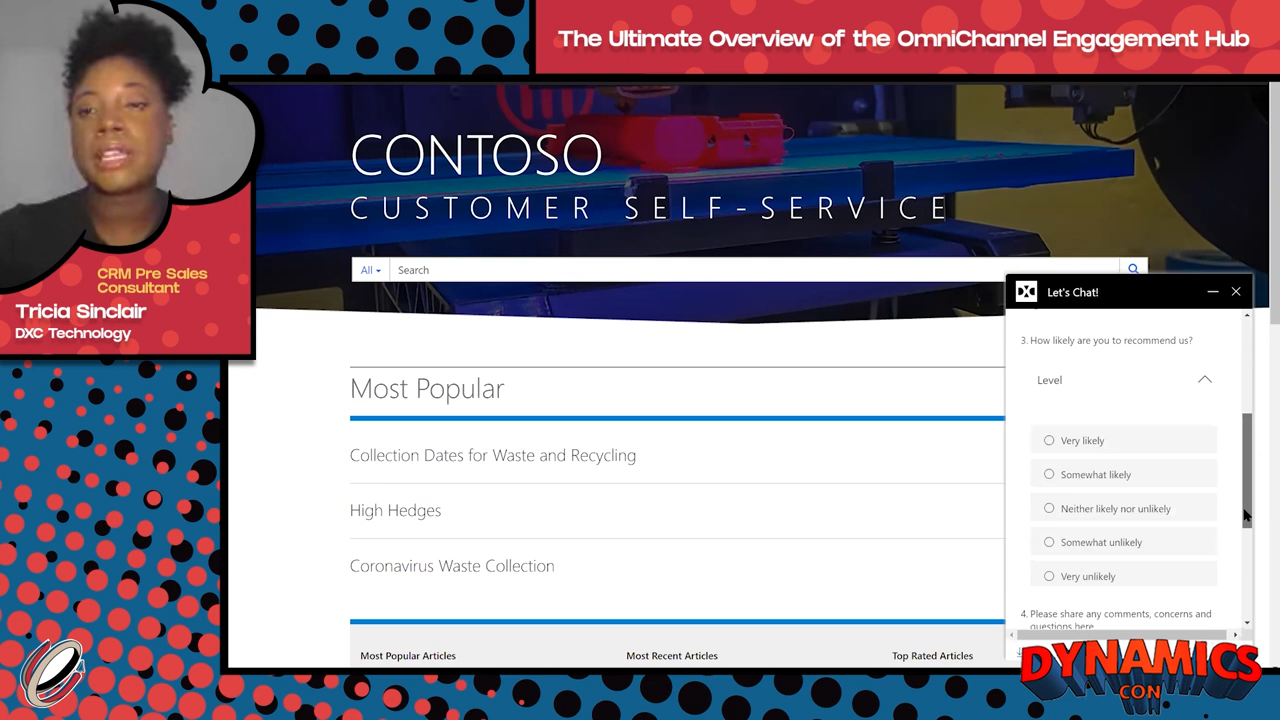 The Ultimate Overview of the OmniChannel Engagement Hub
CRM Pre Sales
Consultant
Tricia Sinclair
DXC Technology
CONTOSO
CUSTOMER SELF-SERVICE
All
Search
Most Popular
Collection Dates for Waste and Recycling
High Hedges
Coronavirus Waste Collection
Most Popular Articles
Most Recent Articles
Top Rated Articles
Let's Chat!
3. How likely are you to recommend us?
Level
Very likely
Somewhat likely
Neither likely nor unlikely
Somewhat unlikely
Very unlikely
4. Please share any comments, concerns and
questions here
DYNAMICS
CON